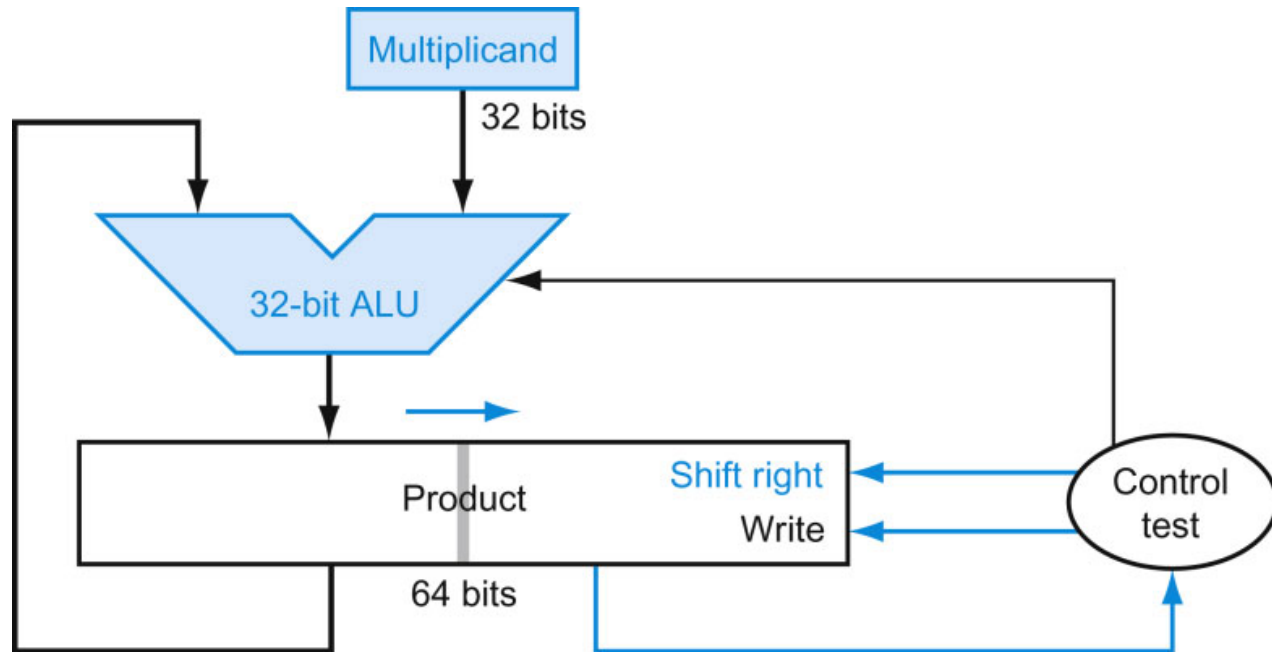 Multiplicand
32 bits
32-bit ALU
Shift right
Product
Write
64 bits
Control
test